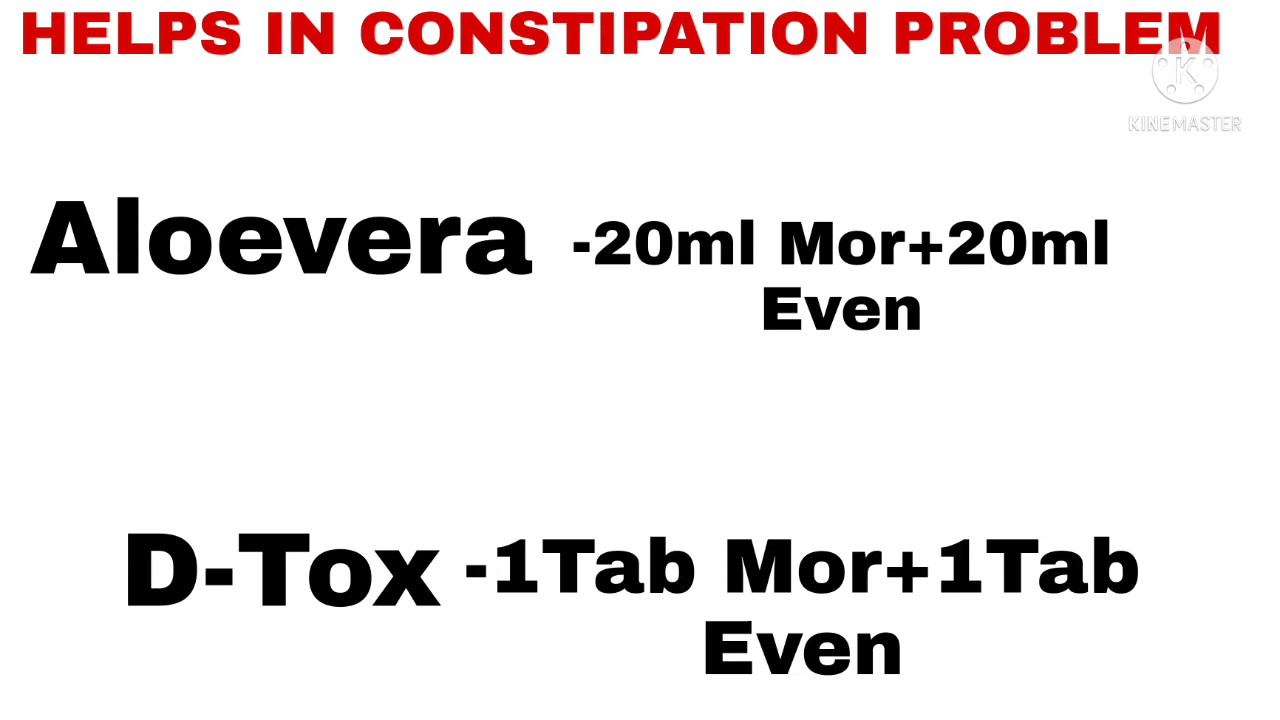 HELPS IN CONSTIPATION PROBLEM
KINEMASTER
Aloevera -20ml Mor+20ml
Even
D-Tox -1Tab Mor+1Tab
Even